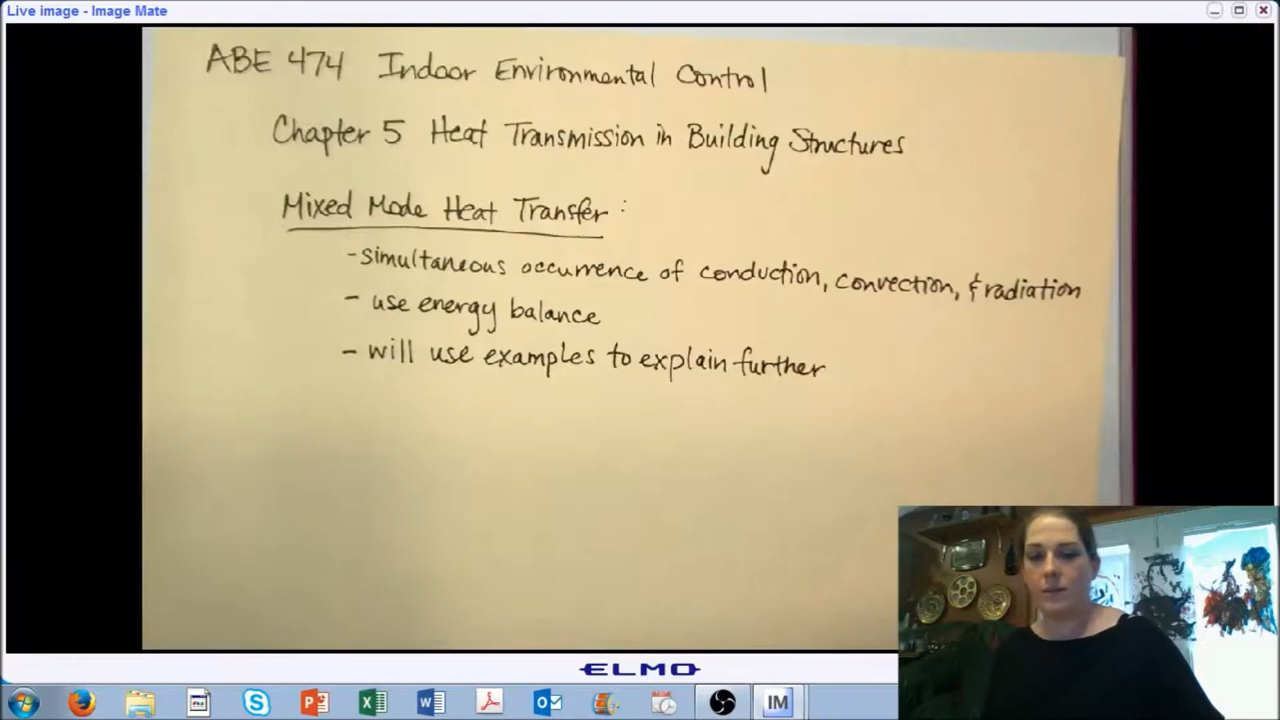 Live image - Image Mate
ABE 474 Indoor Environmental Control
Chapter 5 Heat Transmission in Building Structures
Mixed Mode Heat Transfer:
- simultaneous occurrence of conduction, convection, & radiation
- use energy balance
- will use examples to explain further
ELMO
IM